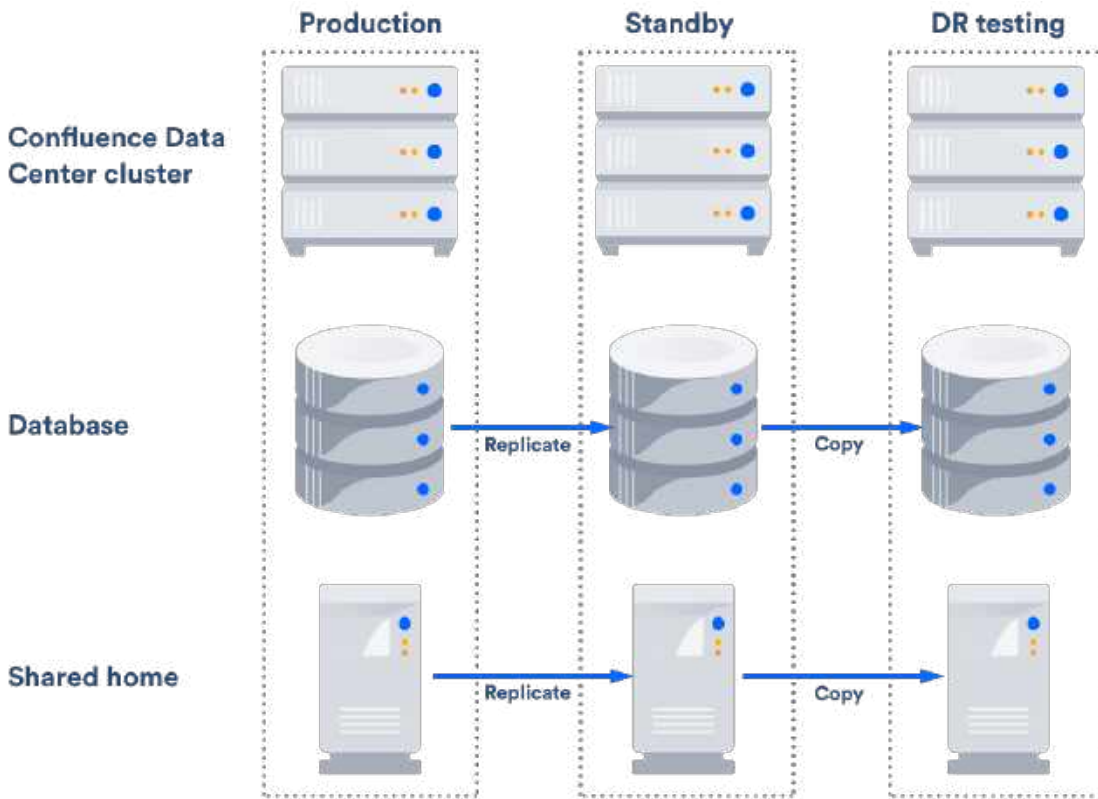 Production
Standby
DR testing
Confluence Data
Center cluster
Database
Replicate
Copy
Shared home
Replicate
Copy